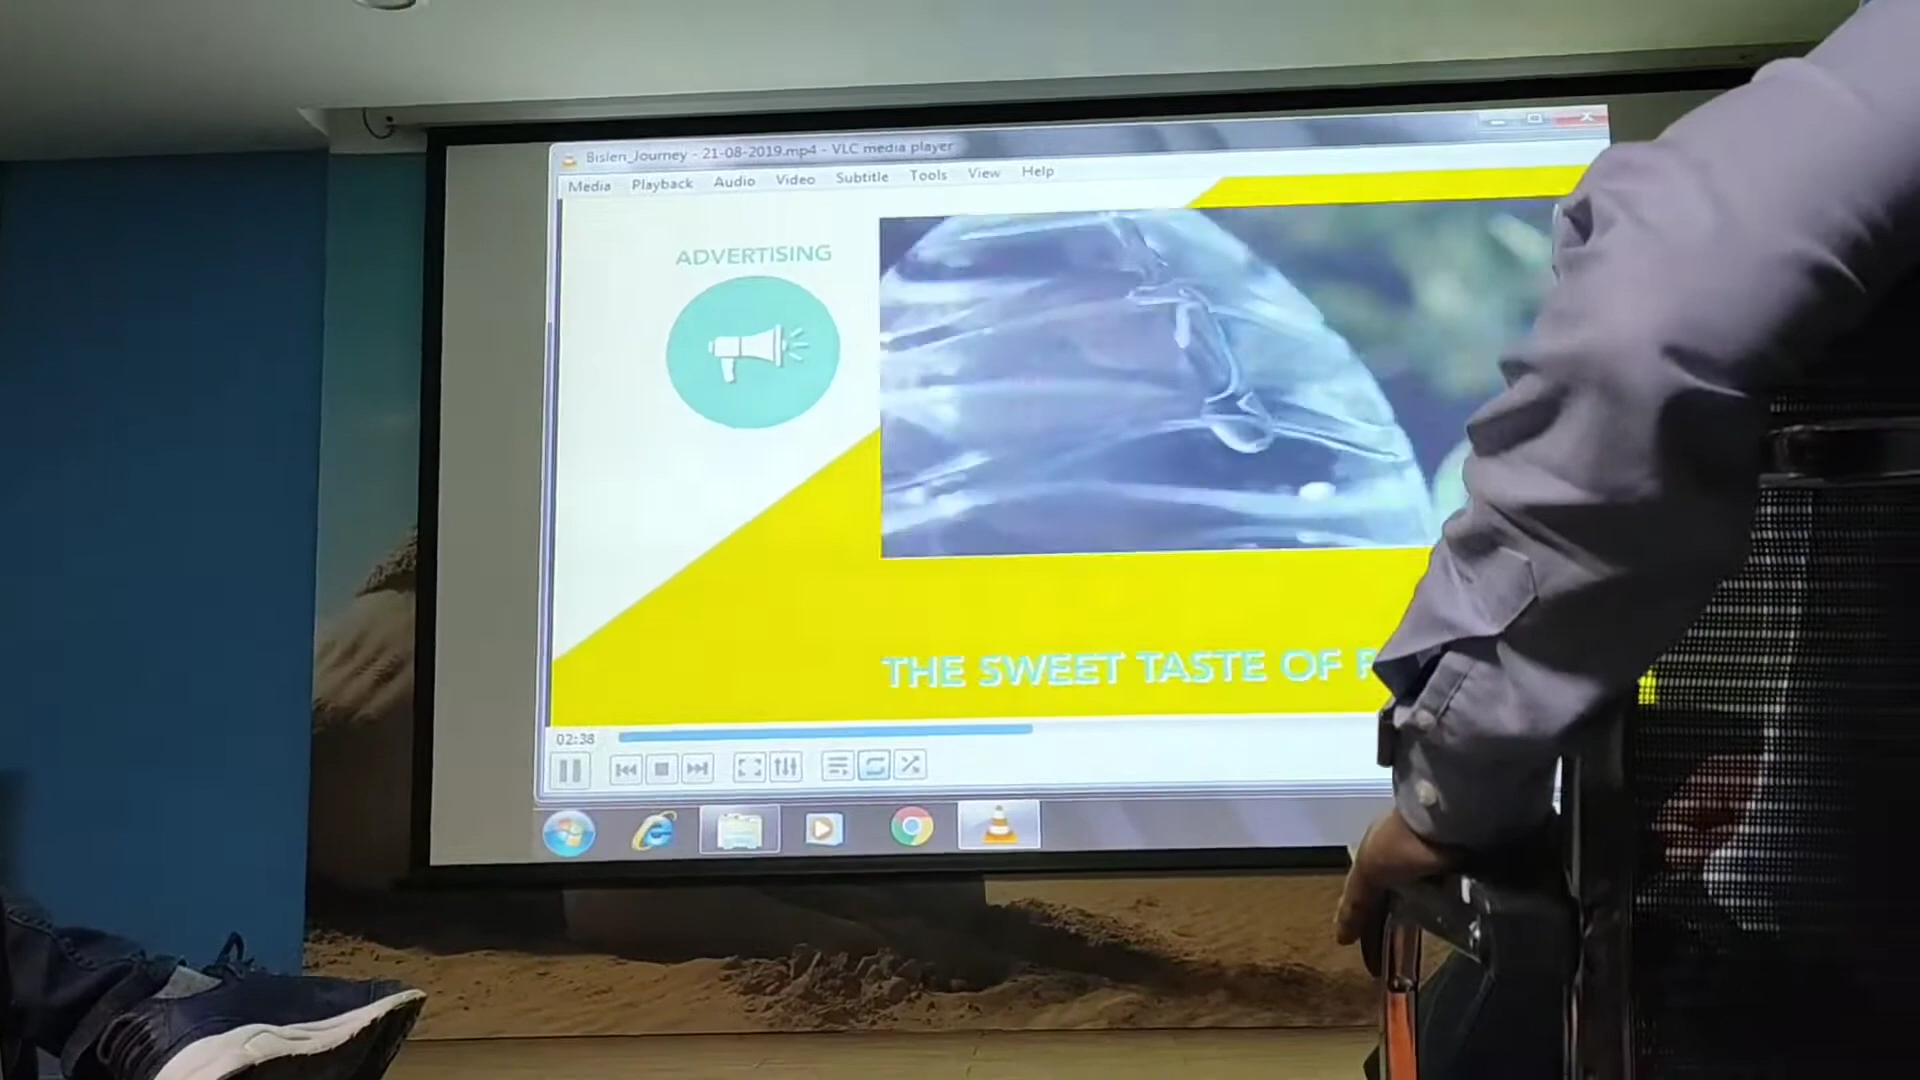 Bislen_Journey - 21-08-2019.mp4 - VLC media player
Media Playback Audio Video Subtitle Tools View Help
ADVERTISING
THE SWEET TASTE OF
02:38